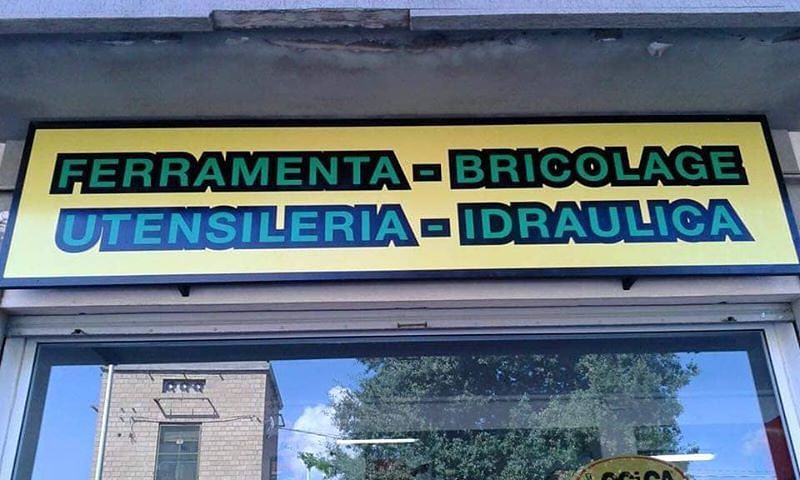 FERRAMENTA - BRICOLAGE
UTENSILERIA - IDRAULICA